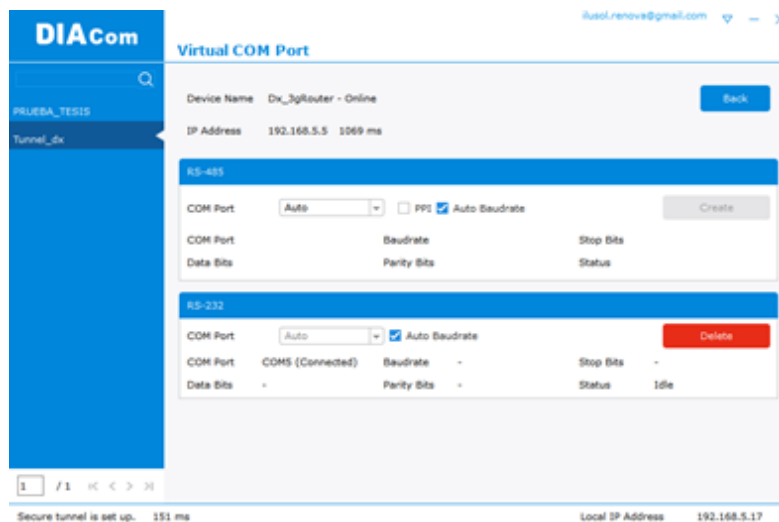 DIACom
ilusol.renova@gmail.com
Virtual COM Port
PRUEBA_TESIS
Tunnel_dx
Device Name Dx_3gRouter - Online
Back
IP Address 192.168.5.5 1069 ms
RS-485
COM Port Auto PPI Auto Baudrate Create
COM Port Baudrate Stop Bits
Data Bits Parity Bits Status
RS-232
COM Port Auto Auto Baudrate Delete
COM Port COM5 (Connected) Baudrate - Stop Bits -
Data Bits - Parity Bits - Status Idle
1 / 1
Secure tunnel is set up. 151 ms Local IP Address 192.168.5.17